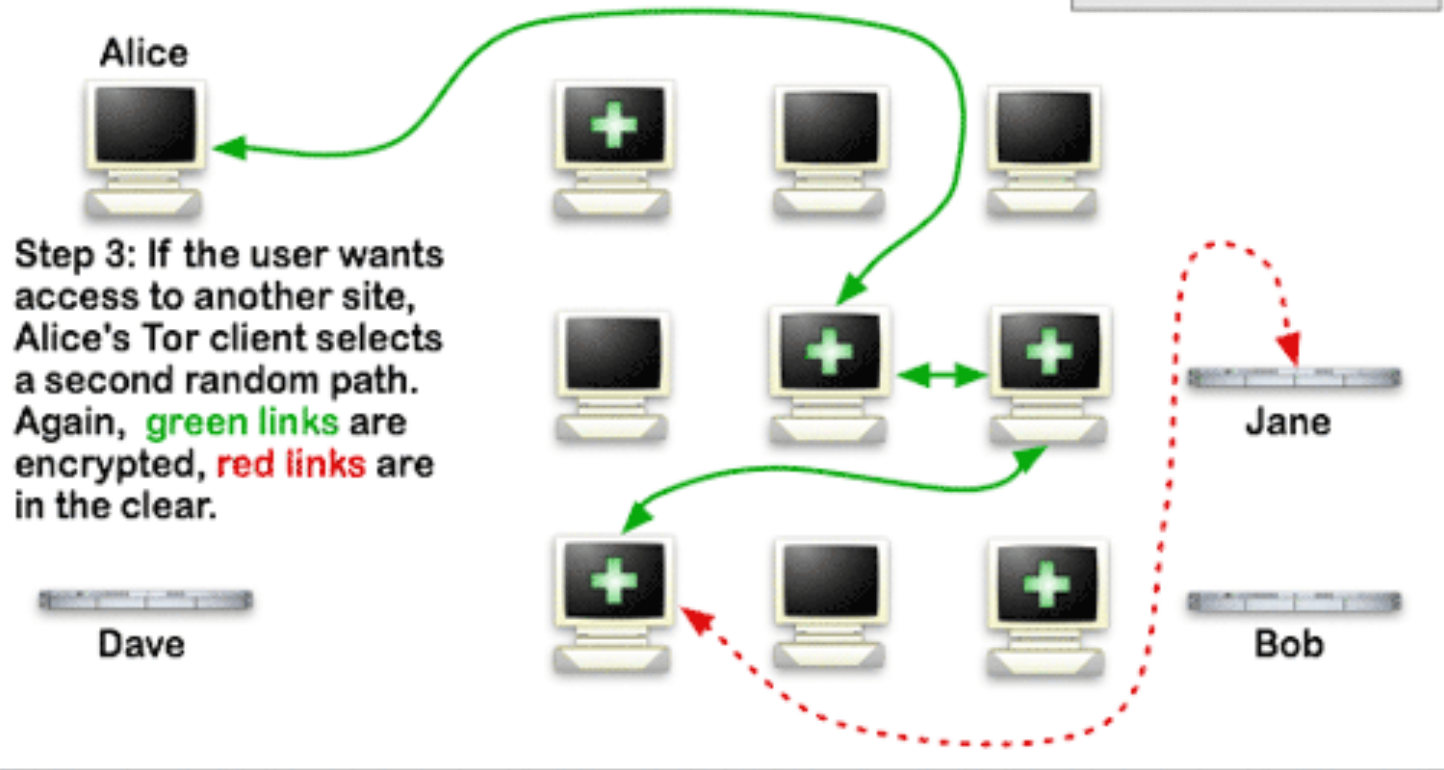 Alice
Step 3: If the user wants
access to another site,
Alice's Tor client selects
a second random path.
Again, green links are
encrypted, red links are
in the clear.
Jane
Dave
Bob